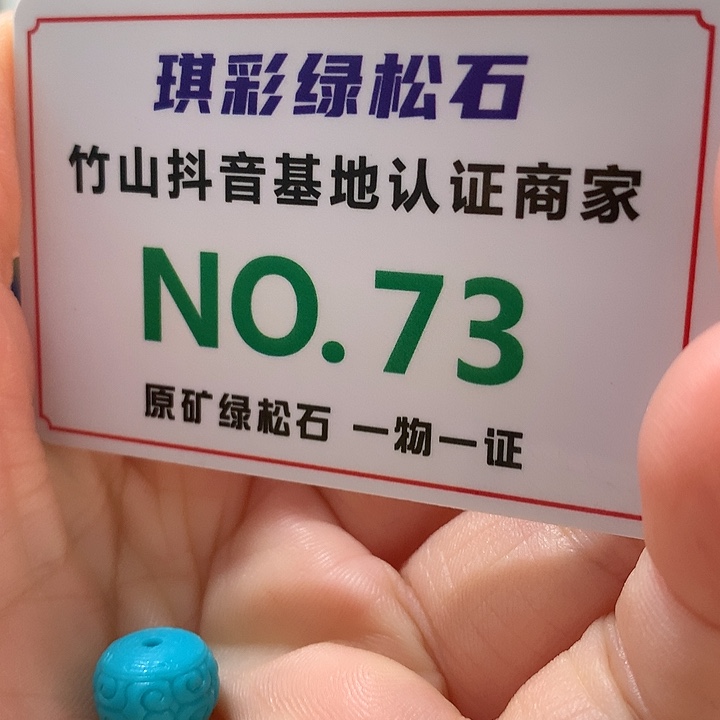 琪彩绿松石
竹山抖音基地认证商家
NO.73
原矿绿松石 一物一证